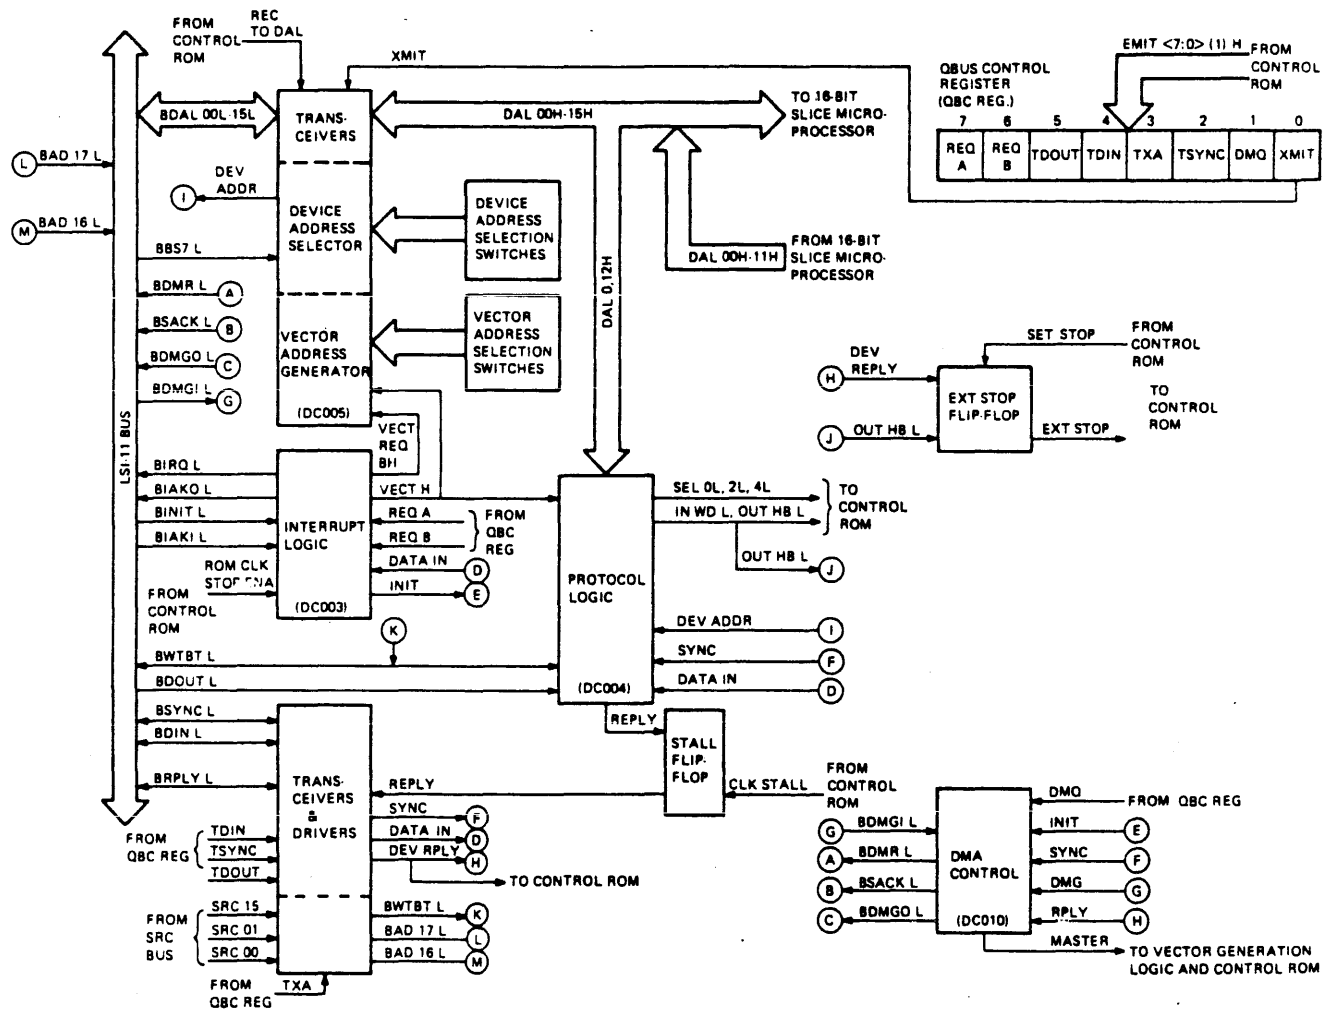 FROM
CONTROL
ROM
REC
TO DAL
XMIT
BDAL 00L-15L
TRANS-
CEIVERS
DAL 00H-15H
TO 16-BIT
SLICE MICRO-
PROCESSOR
QBUS CONTROL
REGISTER
(QBC REG.)
EMIT <7:0> (1) H
FROM
CONTROL
ROM
7 6 5 4 3 2 1 0
REQ A
REQ B
TDOUT
TDIN
TXA
TSYNC
DMQ
XMIT
L
BAD 17 L
DEV
ADDR
I
M
BAD 16 L
BBS7 L
DEVICE
ADDRESS
SELECTOR
DEVICE
ADDRESS
SELECTION
SWITCHES
DAL 00H-11H
FROM 16-BIT
SLICE MICRO-
PROCESSOR
DAL 0,12H
BDMR L
A
BSACK L
B
BDMGO L
C
BDMGI L
G
VECTOR
ADDRESS
GENERATOR
(DC005)
VECTOR
ADDRESS
SELECTION
SWITCHES
LSI-11 BUS
SET STOP
FROM
CONTROL
ROM
H
DEV
REPLY
EXT STOP
FLIP-FLOP
J
OUT HB L
EXT STOP
TO
CONTROL
ROM
VECT
REQ
BH
BIRQ L
BIAKO L
BINIT L
BIAKI L
INTERRUPT
LOGIC
(DC003)
VECT H
REQ A
REQ B
FROM
QBC
REG
DATA IN
D
INIT
E
ROM CLK
FROM
CONTROL
ROM
SEL 0L, 2L, 4L
IN WD L, OUT HB L
TO
CONTROL
ROM
OUT HB L
J
PROTOCOL
LOGIC
(DC004)
DEV ADDR
I
SYNC
F
DATA IN
D
K
BWTBT L
BDOUT L
BSYNC L
BDIN L
BRPLY L
TRANS-
CEIVERS
&
DRIVERS
REPLY
STALL
FLIP-
FLOP
CLK STALL
FROM
CONTROL
ROM
REPLY
SYNC
F
DATA IN
D
DEV RPLY
H
TO CONTROL ROM
FROM
QBC REG
TDIN
TSYNC
TDOUT
FROM
SRC
BUS
SRC 15
SRC 01
SRC 00
BWTBT L
K
BAD 17 L
L
BAD 16 L
M
FROM
QBC REG
TXA
G
BDMGI L
A
BDMR L
B
BSACK L
C
BDMGO L
DMA
CONTROL
(DC010)
DMQ
FROM QBC REG
INIT
E
SYNC
F
DMG
G
RPLY
H
MASTER
TO VECTOR GENERATION
LOGIC AND CONTROL ROM